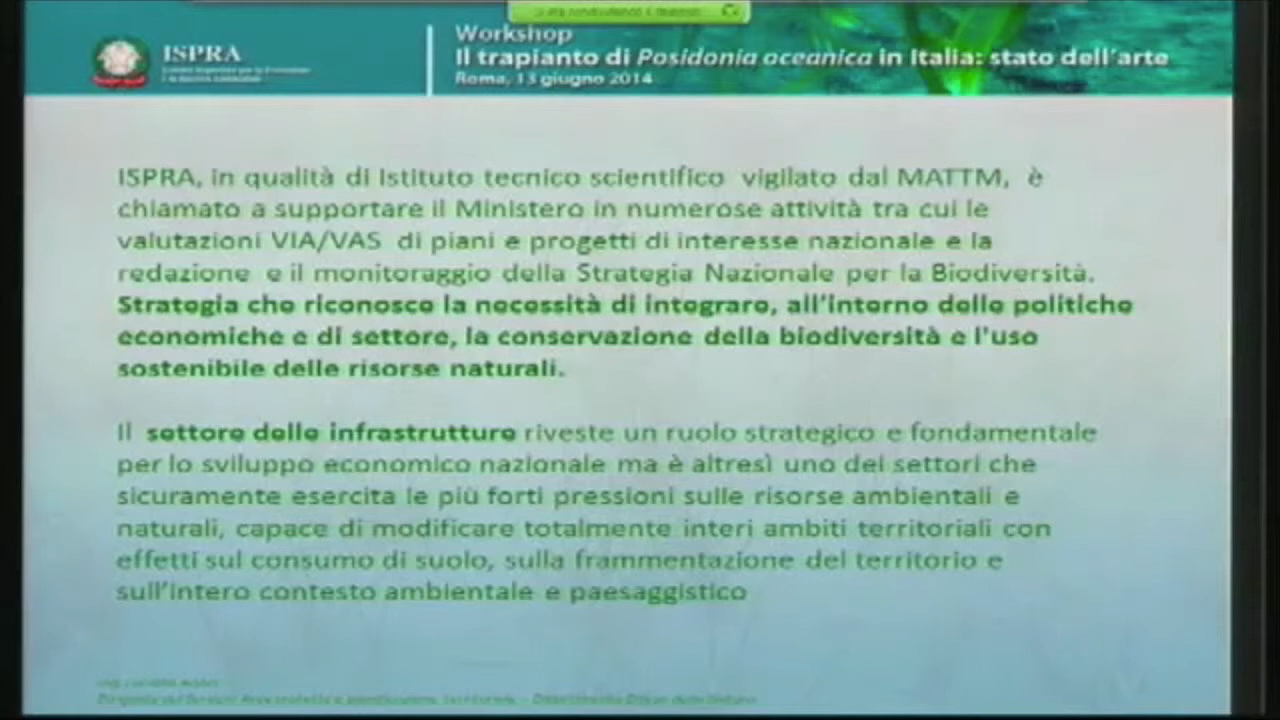 Workshop
ISPRA
Il trapianto di Posidonia oceanica in Italia: stato dell'arte
Roma, 13 giugno 2014
ISPRA, in qualità di Istituto tecnico scientifico vigilato dal MATTM, è
chiamato a supportare il Ministero in numerose attività tra cui le
valutazioni VIA/VAS di piani e progetti di interesse nazionale e la
redazione e il monitoraggio della Strategia Nazionale per la Biodiversità.
Strategia che riconosce la necessità di integrare, all'interno delle politiche
economiche e di settore, la conservazione della biodiversità e l'uso
sostenibile delle risorse naturali.
Il settore delle infrastrutture riveste un ruolo strategico e fondamentale
per lo sviluppo economico nazionale ma è altresì uno dei settori che
sicuramente esercita le più forti pressioni sulle risorse ambientali e
naturali, capace di modificare totalmente interi ambiti territoriali con
effetti sul consumo di suolo, sulla frammentazione del territorio e
sull'intero contesto ambientale e paesaggistico